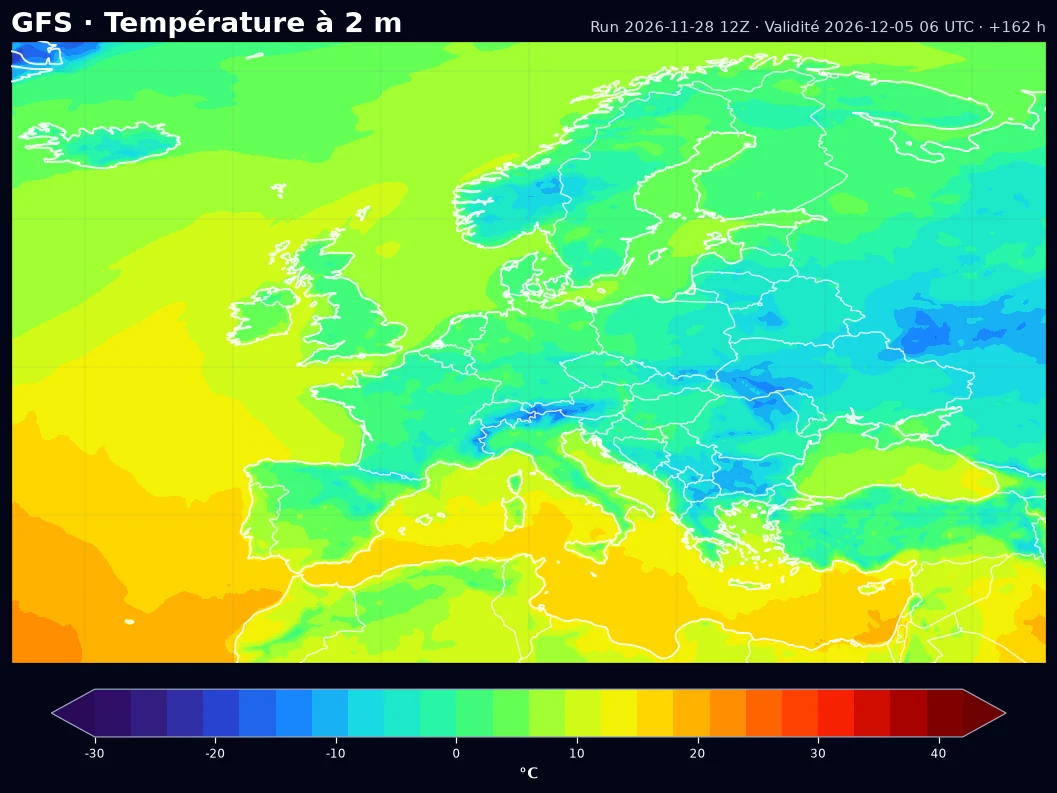 GFS · Température à 2 m
Run 2026-11-28 12Z · Validité 2026-12-05 06 UTC · +162 h
-30 -20 -10 0 10 20 30 40
°C